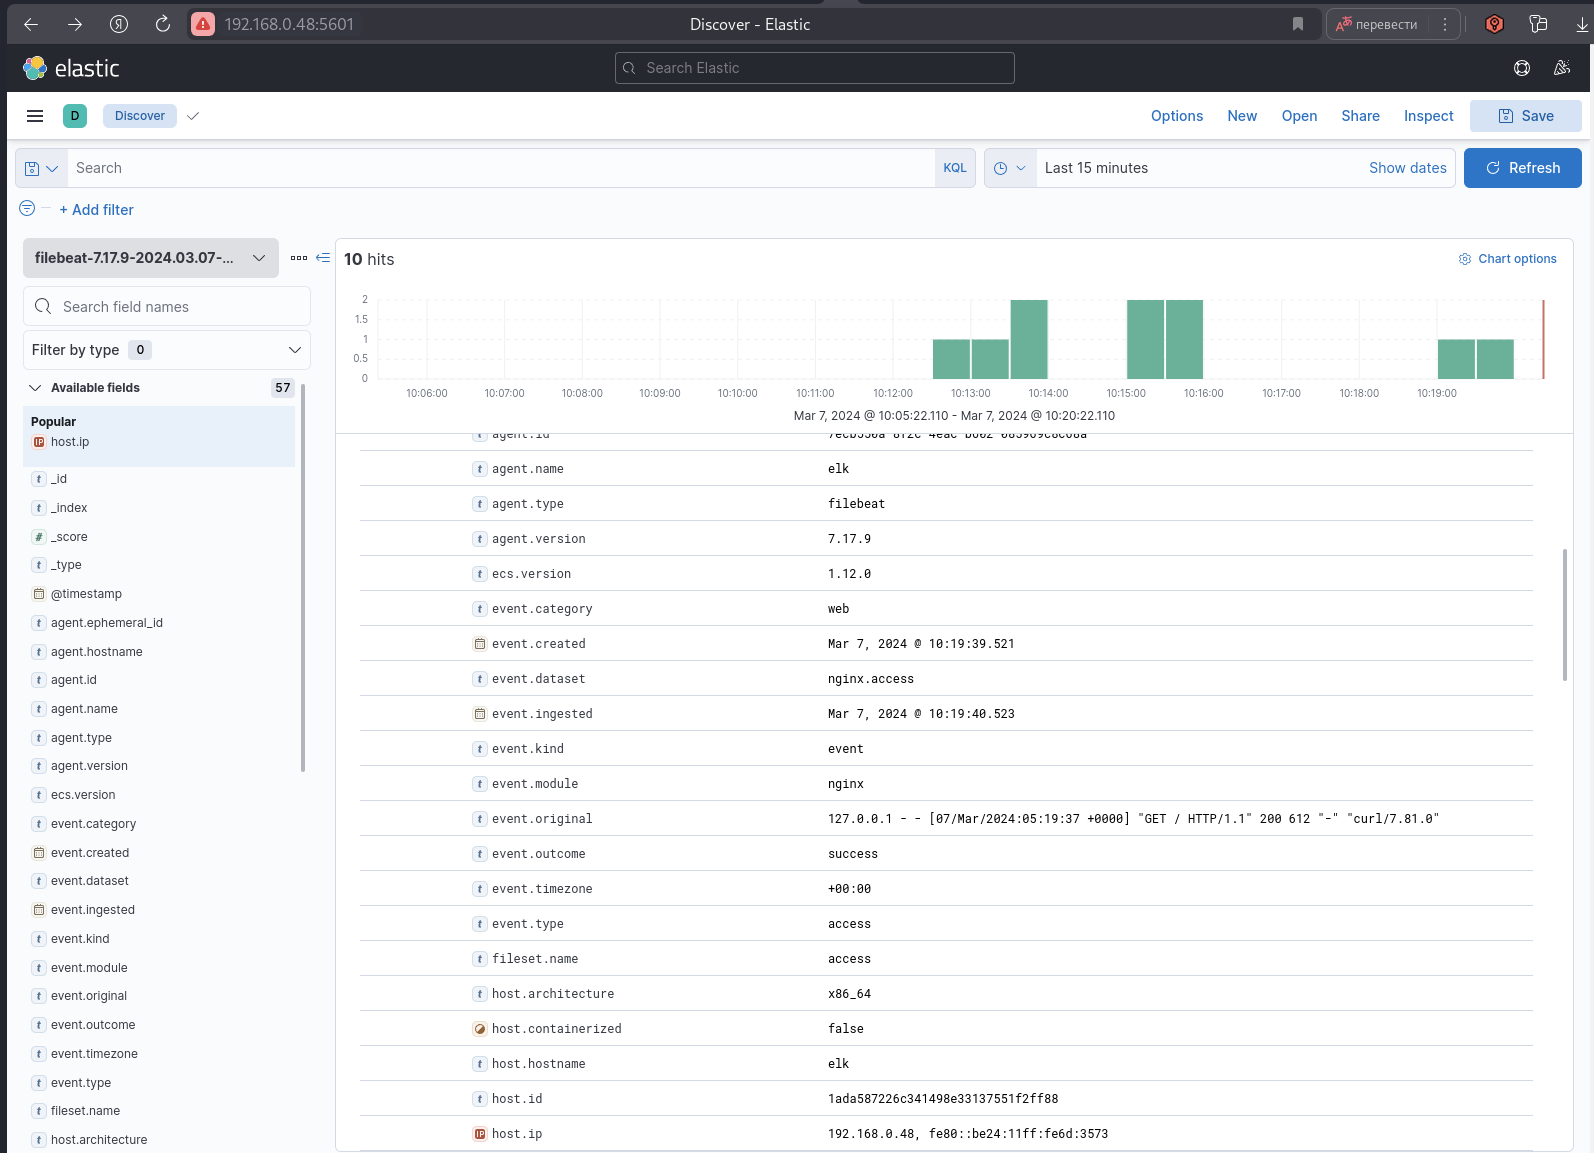 192.168.0.48:5601
Discover - Elastic
перевести
elastic
Search Elastic
D
Discover
Options
New
Open
Share
Inspect
Save
Search
KQL
Last 15 minutes
Show dates
Refresh
+ Add filter
filebeat-7.17.9-2024.03.07-...
Search field names
Filter by type 0
Available fields 57
Popular
host.ip
_id
_index
_score
_type
@timestamp
agent.ephemeral_id
agent.hostname
agent.id
agent.name
agent.type
agent.version
ecs.version
event.category
event.created
event.dataset
event.ingested
event.kind
event.module
event.original
event.outcome
event.timezone
event.type
fileset.name
host.architecture
10 hits
Chart options
2
1.5
1
0.5
0
10:06:00 10:07:00 10:08:00 10:09:00 10:10:00 10:11:00 10:12:00 10:13:00 10:14:00 10:15:00 10:16:00 10:17:00 10:18:00 10:19:00
Mar 7, 2024 @ 10:05:22.110 - Mar 7, 2024 @ 10:20:22.110
agent.id
agent.name elk
agent.type filebeat
agent.version 7.17.9
ecs.version 1.12.0
event.category web
event.created Mar 7, 2024 @ 10:19:39.521
event.dataset nginx.access
event.ingested Mar 7, 2024 @ 10:19:40.523
event.kind event
event.module nginx
event.original 127.0.0.1 - - [07/Mar/2024:05:19:37 +0000] "GET / HTTP/1.1" 200 612 "-" "curl/7.81.0"
event.outcome success
event.timezone +00:00
event.type access
fileset.name access
host.architecture x86_64
host.containerized false
host.hostname elk
host.id 1ada587226c341498e33137551f2ff88
host.ip 192.168.0.48, fe80::be24:11ff:fe6d:3573